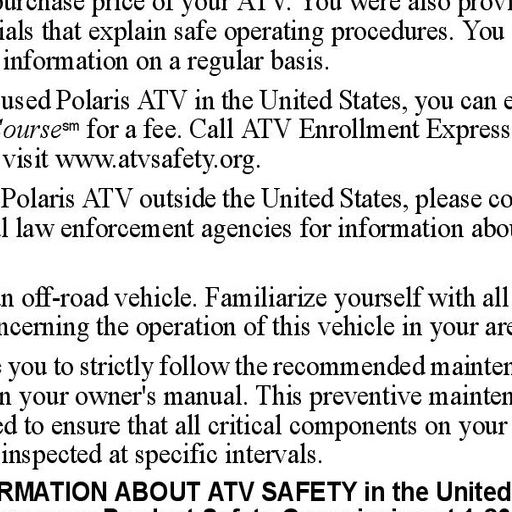 purchase price of your ATV. You were also provi
ials that explain safe operating procedures. You
information on a regular basis.
used Polaris ATV in the United States, you can e
Course℠ for a fee. Call ATV Enrollment Express
visit www.atvsafety.org.
Polaris ATV outside the United States, please co
l law enforcement agencies for information abou
n off-road vehicle. Familiarize yourself with all
ncerning the operation of this vehicle in your are
e you to strictly follow the recommended mainten
n your owner's manual. This preventive mainten
ed to ensure that all critical components on your
inspected at specific intervals.
RMATION ABOUT ATV SAFETY in the United